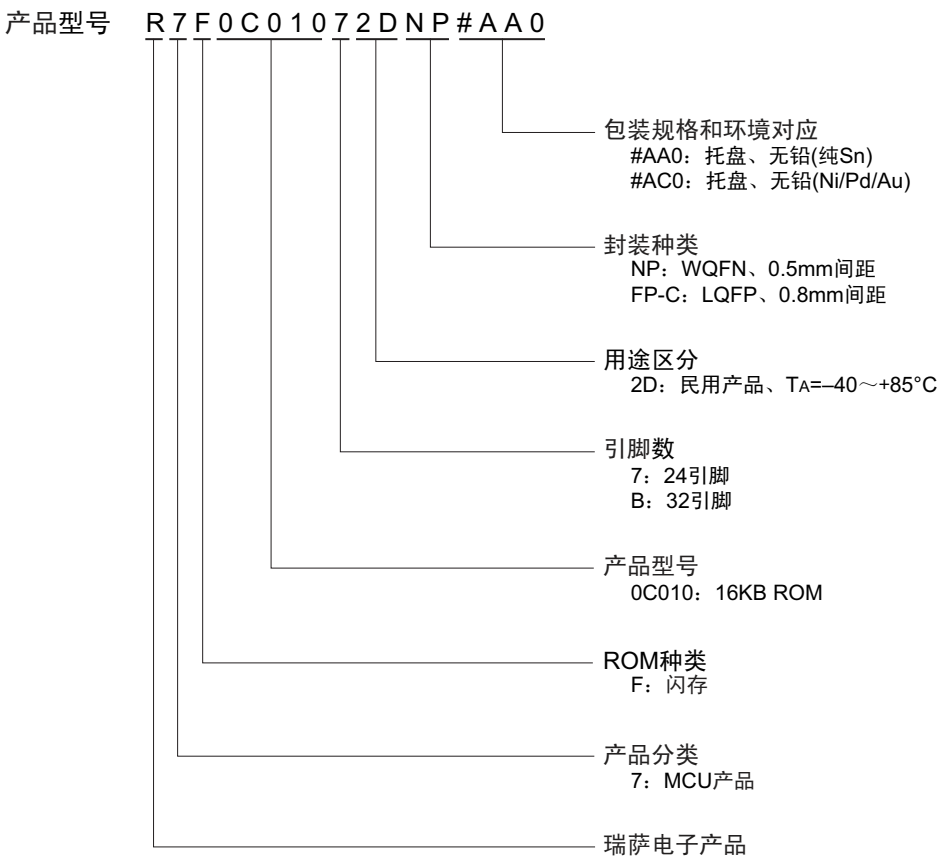 产品型号 R7F0C01072DNP#AA0
包装规格和环境对应
#AA0：托盘、无铅(纯Sn)
#AC0：托盘、无铅(Ni/Pd/Au)
封装种类
NP：WQFN、0.5mm间距
FP-C：LQFP、0.8mm间距
用途区分
2D：民用产品、TA=–40～+85°C
引脚数
7：24引脚
B：32引脚
产品型号
0C010：16KB ROM
ROM种类
F：闪存
产品分类
7：MCU产品
瑞萨电子产品